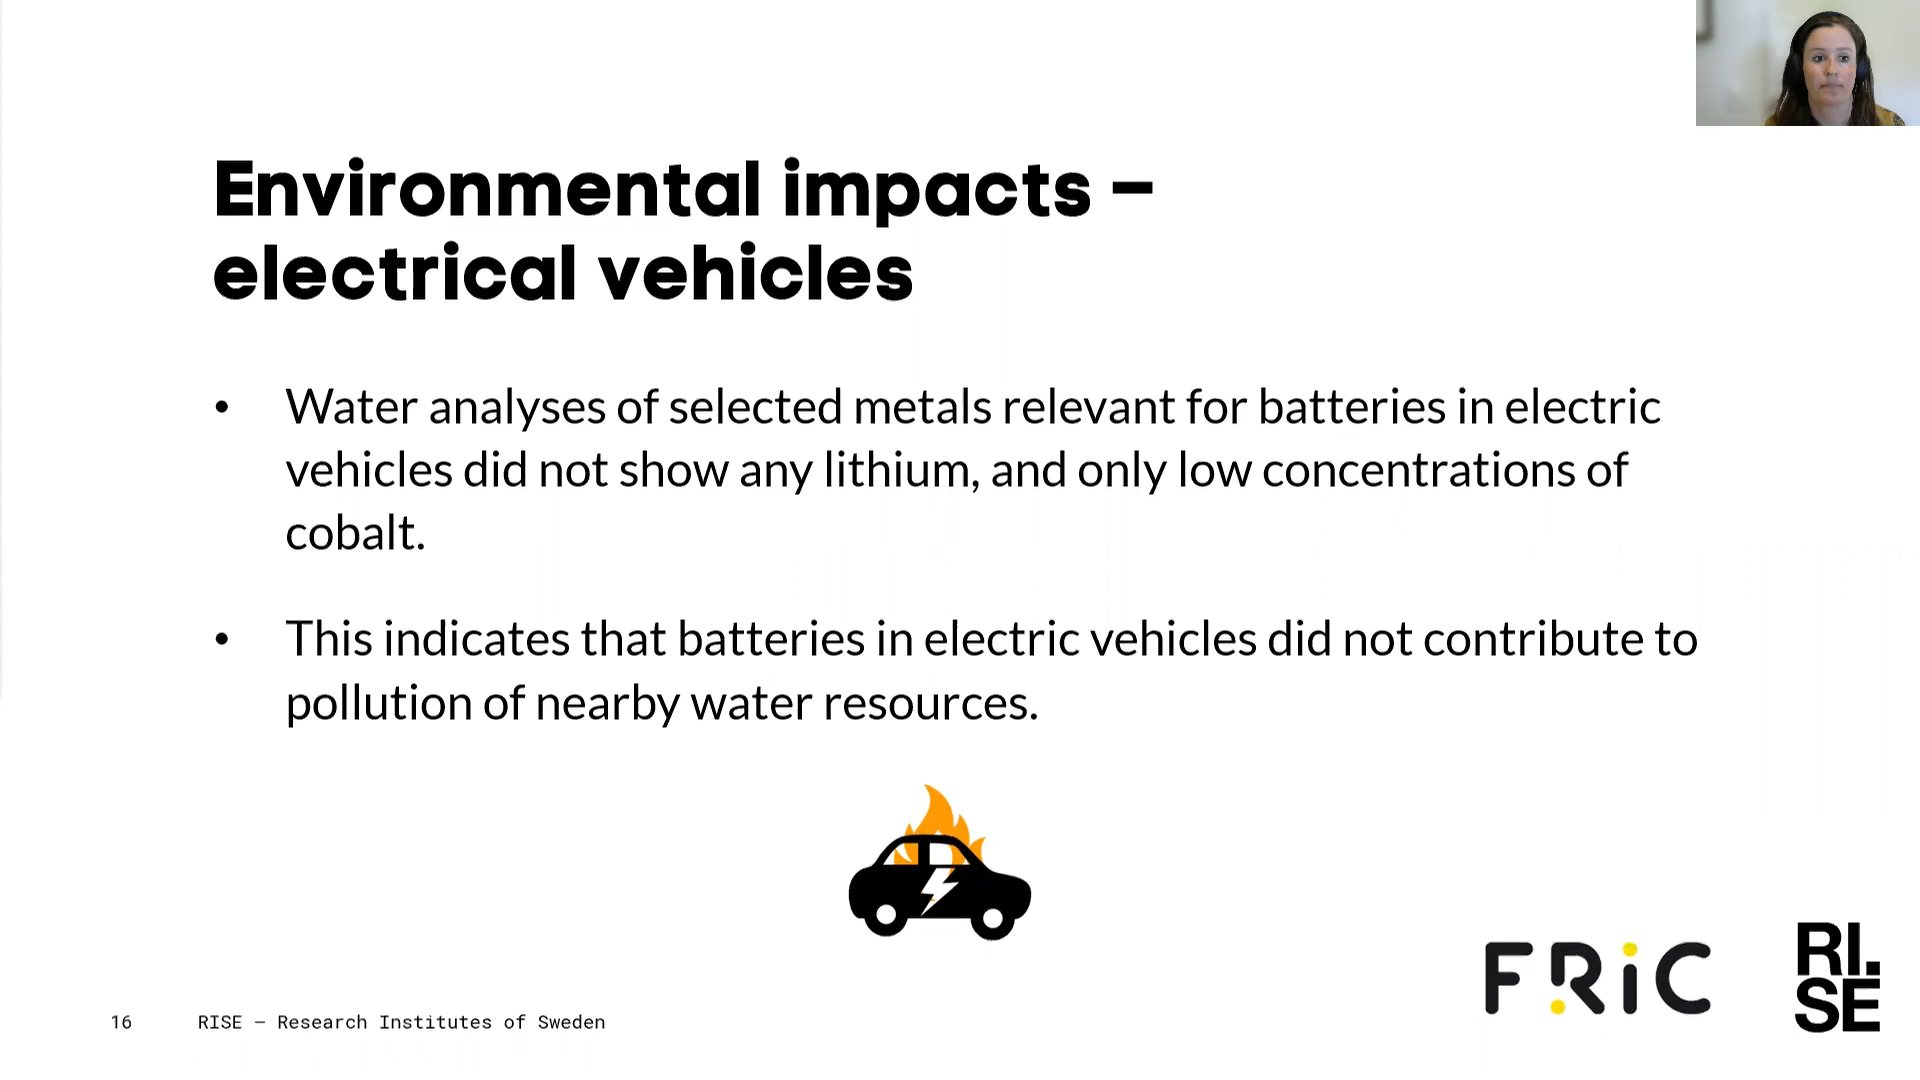 Environmental impacts –
electrical vehicles
• Water analyses of selected metals relevant for batteries in electric
vehicles did not show any lithium, and only low concentrations of
cobalt.
• This indicates that batteries in electric vehicles did not contribute to
pollution of nearby water resources.
FRiC
RI.
SE
16 RISE – Research Institutes of Sweden